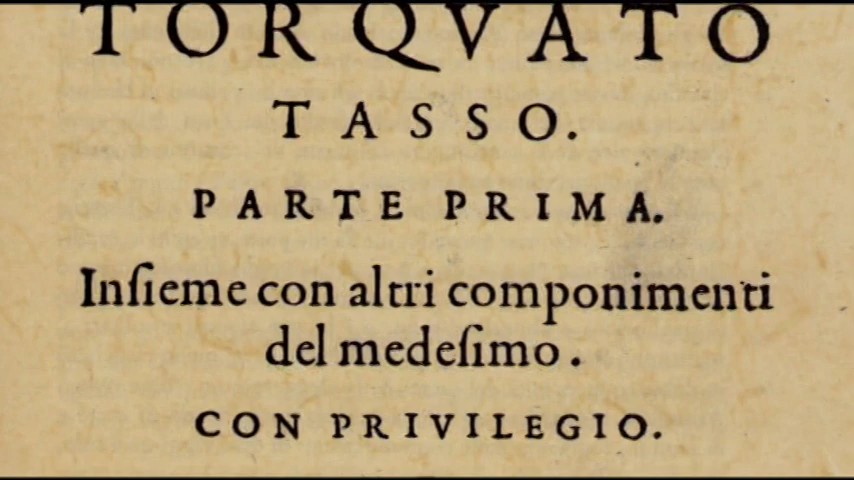 TORQVATO
TASSO.
PARTE PRIMA.
Inſieme con altri componimenti
del medeſimo.
CON PRIVILEGIO.